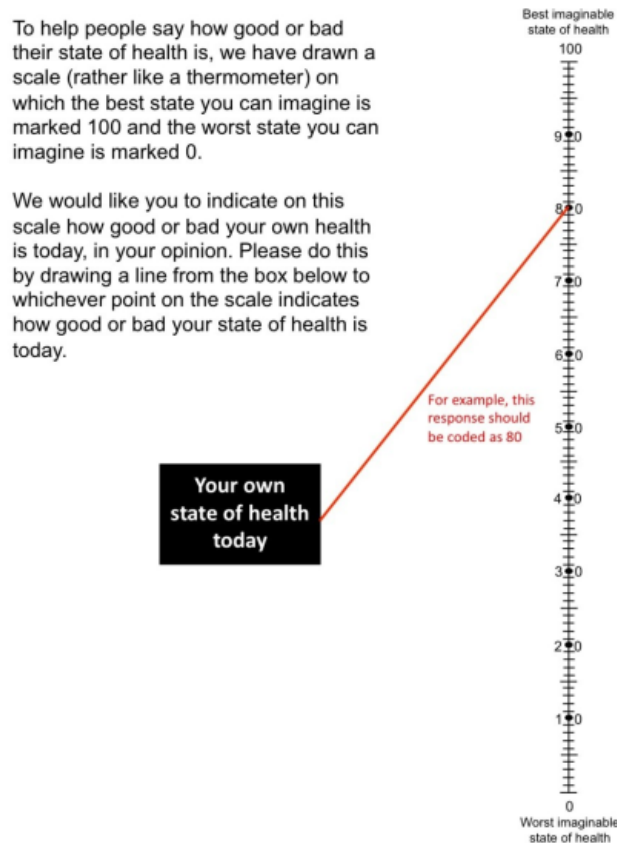 To help people say how good or bad
their state of health is, we have drawn a
scale (rather like a thermometer) on
which the best state you can imagine is
marked 100 and the worst state you can
imagine is marked 0.
We would like you to indicate on this
scale how good or bad your own health
is today, in your opinion. Please do this
by drawing a line from the box below to
whichever point on the scale indicates
how good or bad your state of health is
today.
Your own
state of health
today
For example, this
response should
be coded as 80
Best imaginable
state of health
100
90
80
70
60
50
40
30
20
10
0
Worst imaginable
state of health